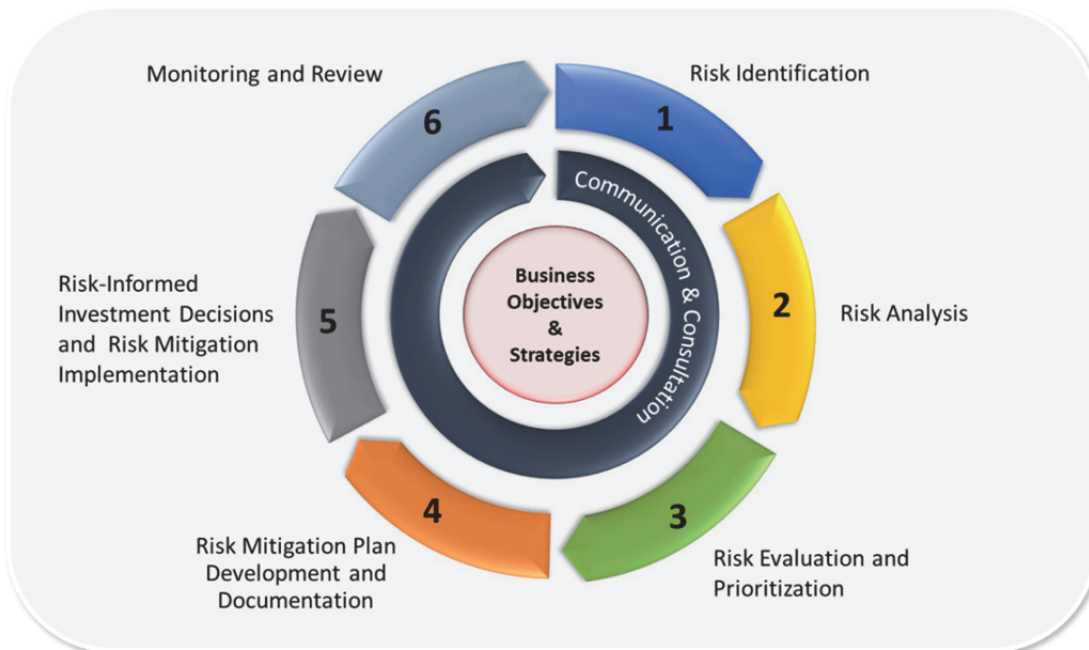 Monitoring and Review
Risk Identification
6
1
Communication & Consultation
Business
Objectives
&
Strategies
2
Risk Analysis
Risk-Informed
Investment Decisions
and Risk Mitigation
Implementation
5
4
3
Risk Mitigation Plan
Development and
Documentation
Risk Evaluation and
Prioritization